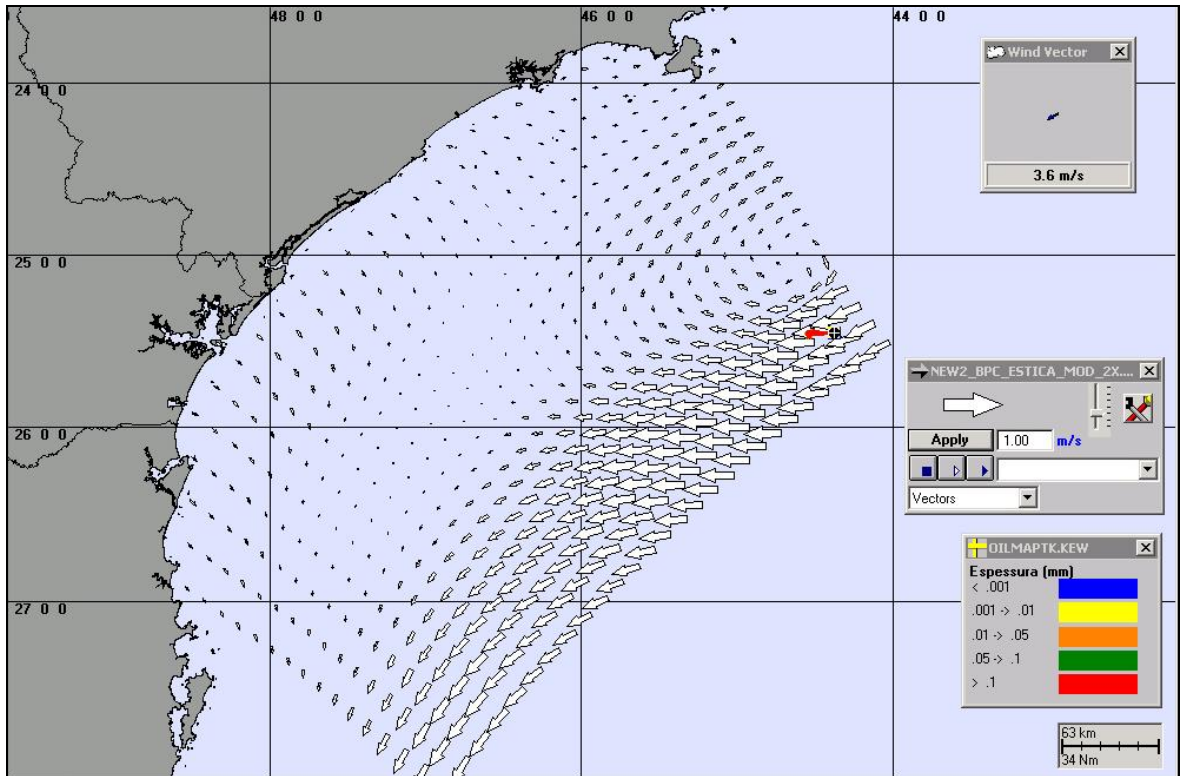 48 0 0
46 0 0
44 0 0
24 0 0
25 0 0
26 0 0
27 0 0
Wind Vector
3.6 m/s
NEW2_BPC_ESTICA_MOD_2X....
Apply
1.00
m/s
Vectors
OILMAPTK.KEW
Espessura (mm)
< .001
.001 -> .01
.01 -> .05
.05 -> .1
> .1
63 km
34 Nm